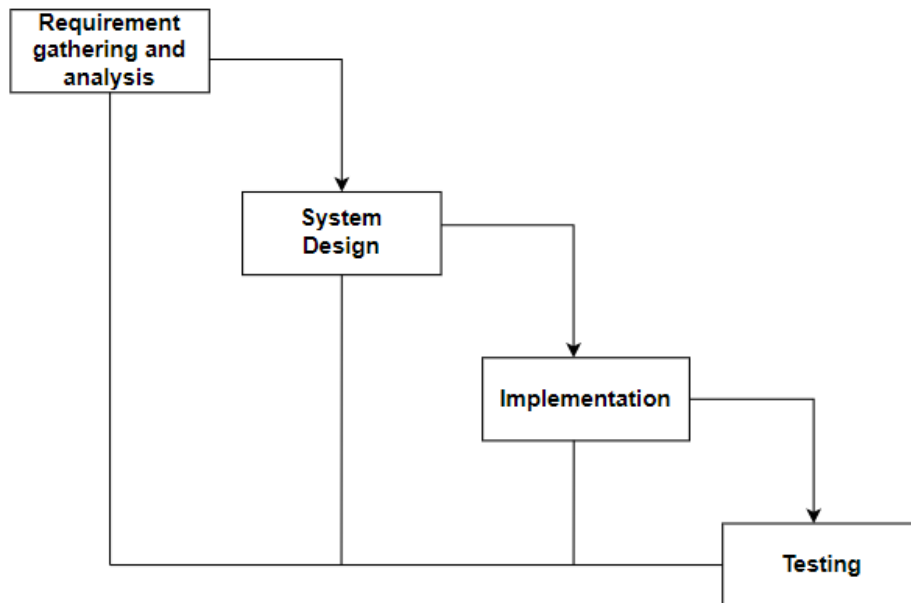 Requirement
gathering and
analysis
System
Design
Implementation
Testing